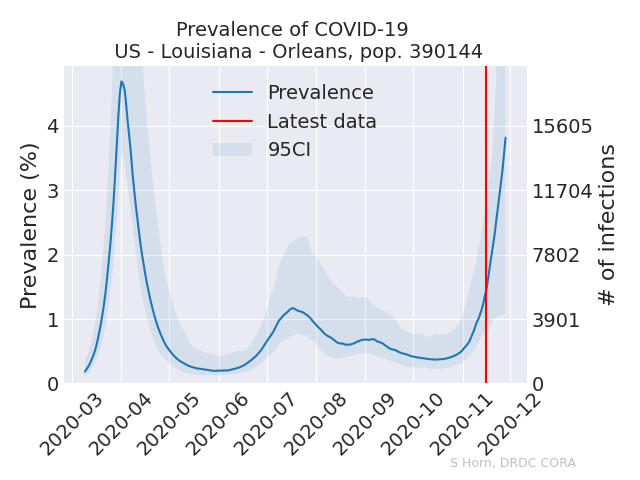 Prevalence of COVID-19
US - Louisiana - Orleans, pop. 390144
Prevalence
Latest data
95CI
Prevalence (%)
4
3
2
1
0
15605
11704
7802
3901
0
# of infections
2020-03
2020-04
2020-05
2020-06
2020-07
2020-08
2020-09
2020-10
2020-11
2020-12
S Horn, DRDC CORA